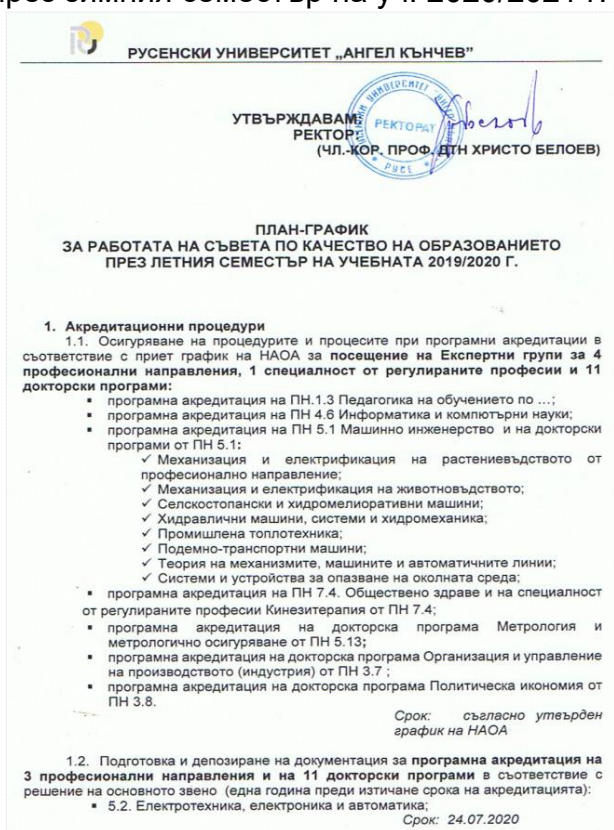 през зимния семестър на уч. 2020/2021 г.
РУСЕНСКИ УНИВЕРСИТЕТ „АНГЕЛ КЪНЧЕВ”
УТВЪРЖДАВАМ:
РЕКТОР:
РЕКТОРАТ
РУСЕ
(ЧЛ.-КОР. ПРОФ. ДТН ХРИСТО БЕЛОЕВ)
ПЛАН-ГРАФИК
ЗА РАБОТАТА НА СЪВЕТА ПО КАЧЕСТВО НА ОБРАЗОВАНИЕТО
ПРЕЗ ЛЕТНИЯ СЕМЕСТЪР НА УЧЕБНАТА 2019/2020 Г.
1. Акредитационни процедури
1.1. Осигуряване на процедурите и процесите при програмни акредитации в
съответствие с приет график на НАОА за посещение на Експертни групи за 4
професионални направления, 1 специалност от регулираните професии и 11
докторски програми:
▪ програмна акредитация на ПН.1.3 Педагогика на обучението по ...;
▪ програмна акредитация на ПН 4.6 Информатика и компютърни науки;
▪ програмна акредитация на ПН 5.1 Машинно инженерство и на докторски
програми от ПН 5.1:
✓ Механизация и електрификация на растениевъдството от
професионално направление;
✓ Механизация и електрификация на животновъдството;
✓ Селскостопански и хидромелиоративни машини;
✓ Хидравлични машини, системи и хидромеханика;
✓ Промишлена топлотехника;
✓ Подемно-транспортни машини;
✓ Теория на механизмите, машините и автоматичните линии;
✓ Системи и устройства за опазване на околната среда;
▪ програмна акредитация на ПН 7.4. Обществено здраве и на специалност
от регулираните професии Кинезитерапия от ПН 7.4;
▪ програмна акредитация на докторска програма Метрология и
метрологично осигуряване от ПН 5.13;
▪ програмна акредитация на докторска програма Организация и управление
на производството (индустрия) от ПН 3.7 ;
▪ програмна акредитация на докторска програма Политическа икономия от
ПН 3.8.
Срок: съгласно утвърден
график на НАОА
1.2. Подготовка и депозиране на документация за програмна акредитация на
3 професионални направления и на 11 докторски програми в съответствие с
решение на основното звено (една година преди изтичане срока на акредитацията):
▪ 5.2. Електротехника, електроника и автоматика;
Срок: 24.07.2020